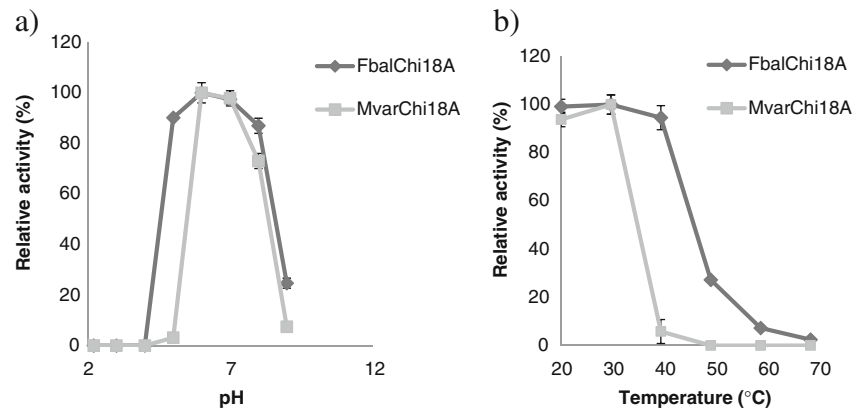 a)
120
100
80
60
40
20
0
2
7
12
pH
Relative activity (%)
FbalChi18A
MvarChi18A
b)
120
100
80
60
40
20
0
20
30
40
50
60
70
Temperature (°C)
Relative activity (%)
FbalChi18A
MvarChi18A